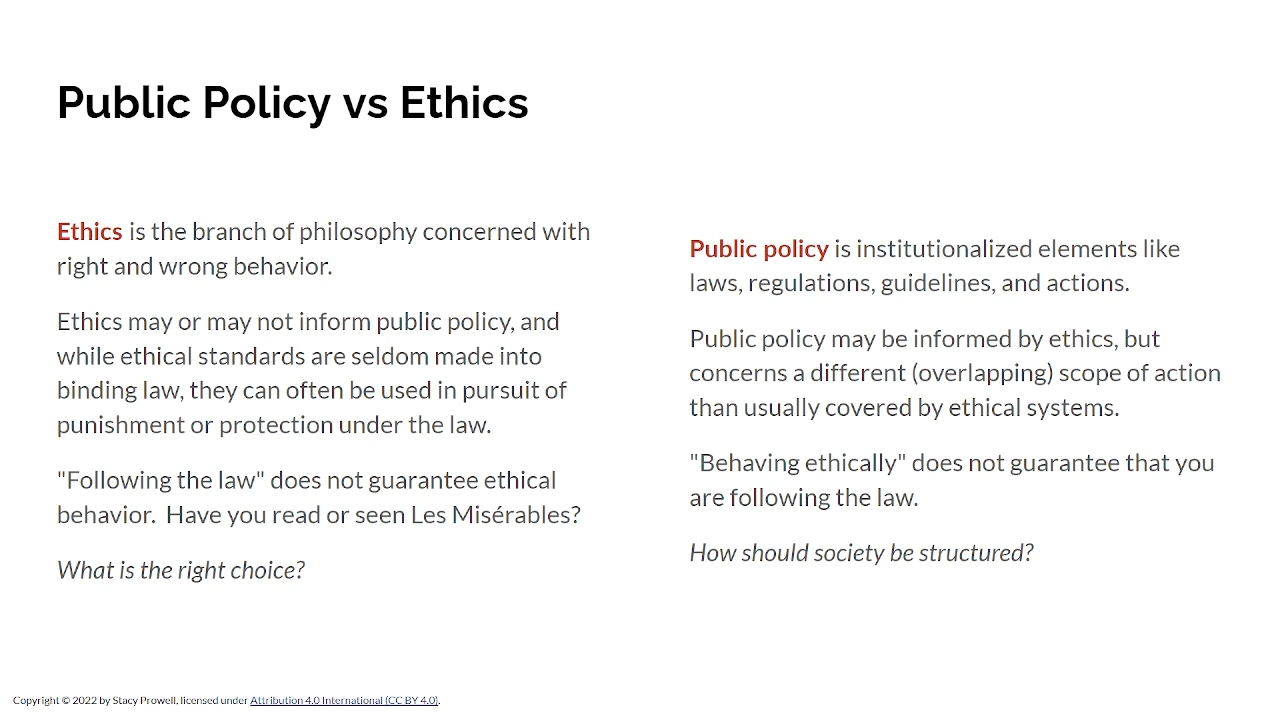 Public Policy vs Ethics
Ethics is the branch of philosophy concerned with
right and wrong behavior.
Ethics may or may not inform public policy, and
while ethical standards are seldom made into
binding law, they can often be used in pursuit of
punishment or protection under the law.
"Following the law" does not guarantee ethical
behavior.  Have you read or seen Les Misérables?
What is the right choice?
Public policy is institutionalized elements like
laws, regulations, guidelines, and actions.
Public policy may be informed by ethics, but
concerns a different (overlapping) scope of action
than usually covered by ethical systems.
"Behaving ethically" does not guarantee that you
are following the law.
How should society be structured?
Copyright © 2022 by Stacy Prowell, licensed under Attribution 4.0 International (CC BY 4.0).